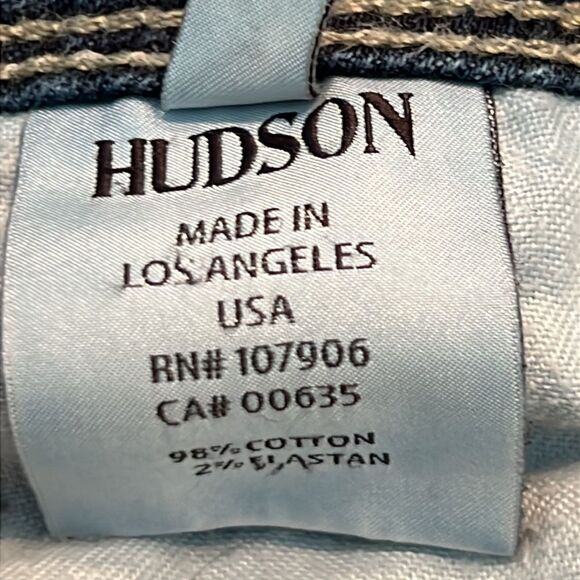 HUDSON
MADE IN
LOS ANGELES
USA
RN# 107906
CA# 00635
98% COTTON
2% ELASTAN